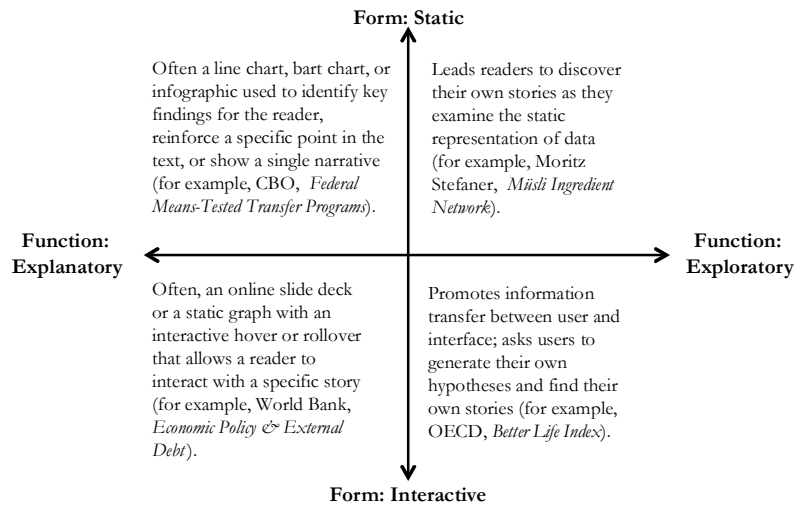 Form: Static
Often a line chart, bart chart, or
infographic used to identify key
findings for the reader,
reinforce a specific point in the
text, or show a single narrative
(for example, CBO, Federal
Means-Tested Transfer Programs).
Leads readers to discover
their own stories as they
examine the static
representation of data
(for example, Moritz
Stefaner, Müsli Ingredient
Network).
Function:
Explanatory
Function:
Exploratory
Often, an online slide deck
or a static graph with an
interactive hover or rollover
that allows a reader to
interact with a specific story
(for example, World Bank,
Economic Policy & External
Debt).
Promotes information
transfer between user and
interface; asks users to
generate their own
hypotheses and find their
own stories (for example,
OECD, Better Life Index).
Form: Interactive